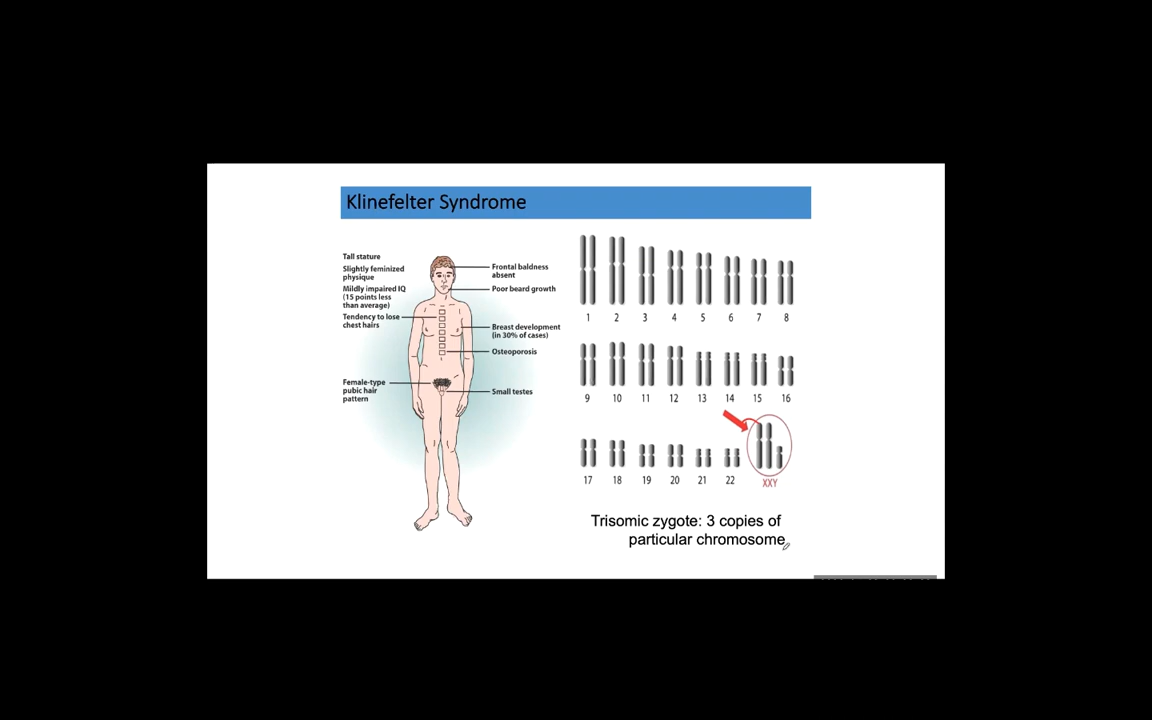 Klinefelter Syndrome
Tall stature
Slightly feminized
physique
Mildly impaired IQ
(15 points less
than average)
Tendency to lose
chest hairs
Female-type
pubic hair
pattern
Frontal baldness
absent
Poor beard growth
Breast development
(in 30% of cases)
Osteoporosis
Small testes
1 2 3 4 5 6 7 8
9 10 11 12 13 14 15 16
17 18 19 20 21 22 XXY
Trisomic zygote: 3 copies of
particular chromosome